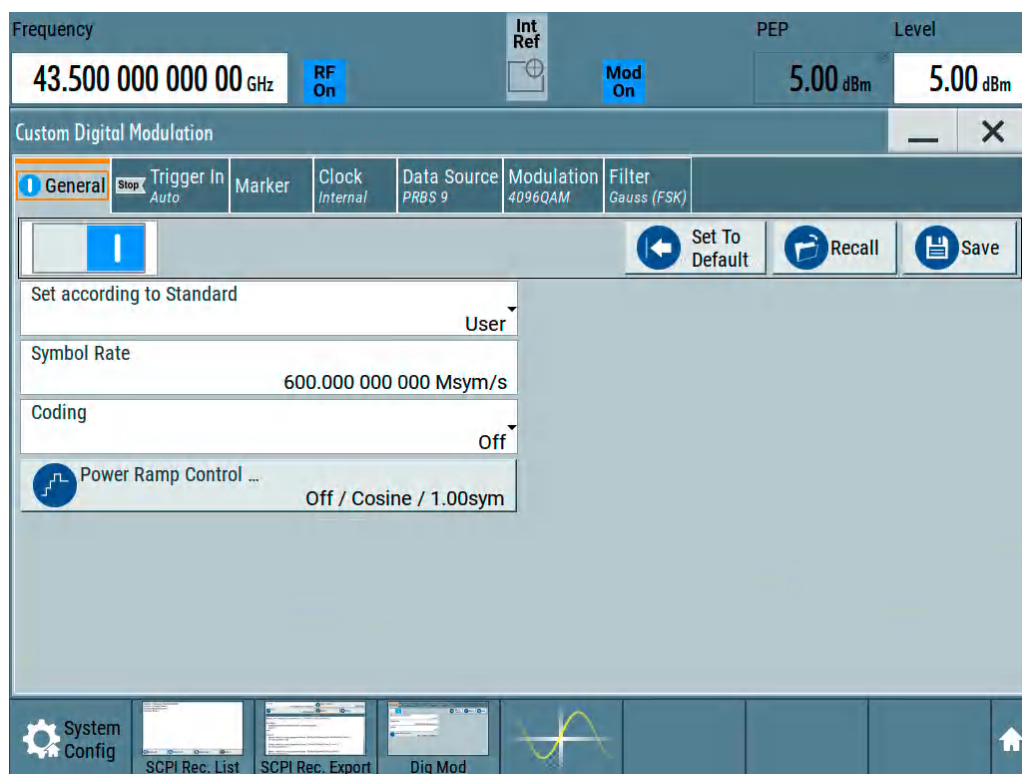 Frequency
Int
Ref
PEP
Level
43.500 000 000 00 GHz
RF
On
Mod
On
5.00 dBm
5.00 dBm
Custom Digital Modulation
General
Stop
Trigger In
Auto
Marker
Clock
Internal
Data Source
PRBS 9
Modulation
4096QAM
Filter
Gauss (FSK)
Set To
Default
Recall
Save
Set according to Standard
User
Symbol Rate
600.000 000 000 Msym/s
Coding
Off
Power Ramp Control ...
Off / Cosine / 1.00sym
System
Config
SCPI Rec. List
SCPI Rec. Export
Dig Mod